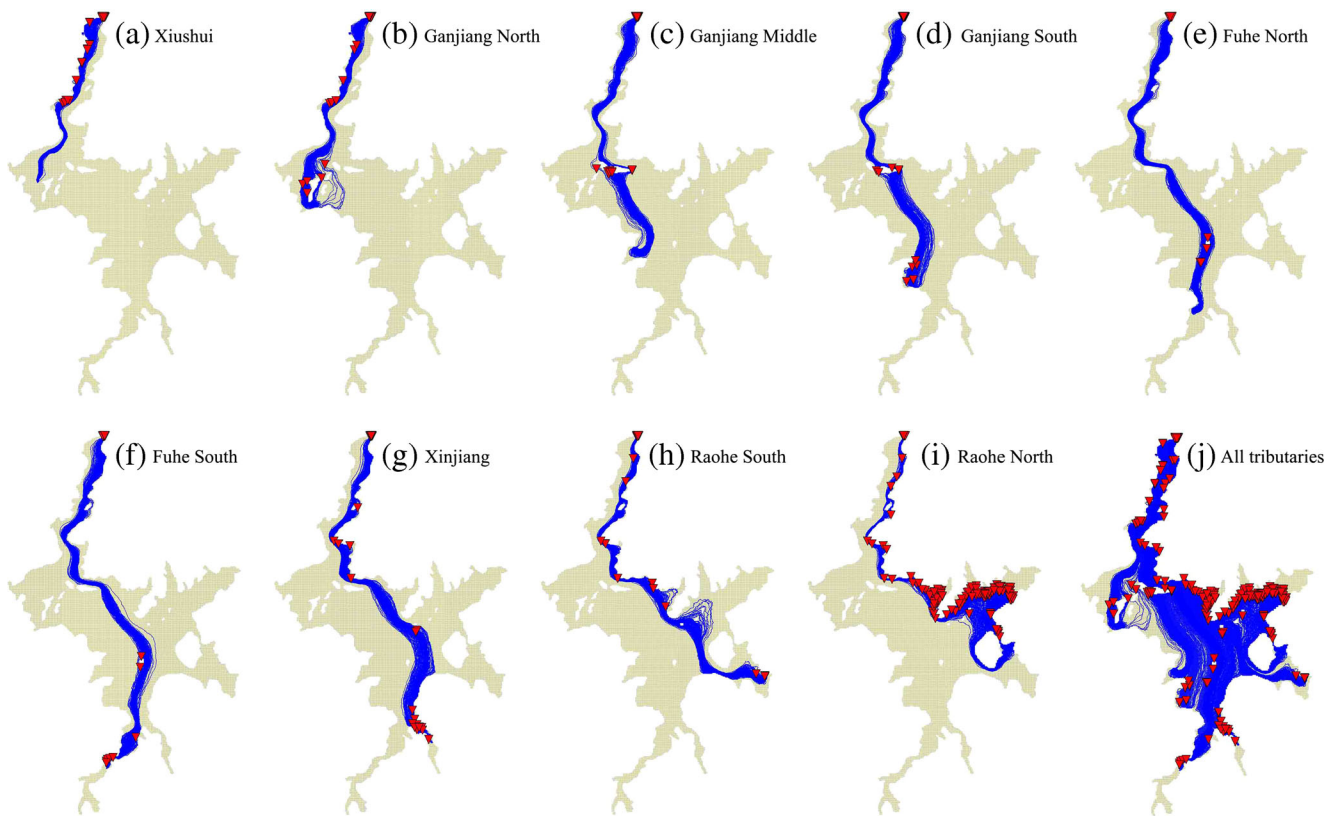 (a) Xiushui
(b) Ganjiang North
(c) Ganjiang Middle
(d) Ganjiang South
(e) Fuhe North
(f) Fuhe South
(g) Xinjiang
(h) Raohe South
(i) Raohe North
(j) All tributaries